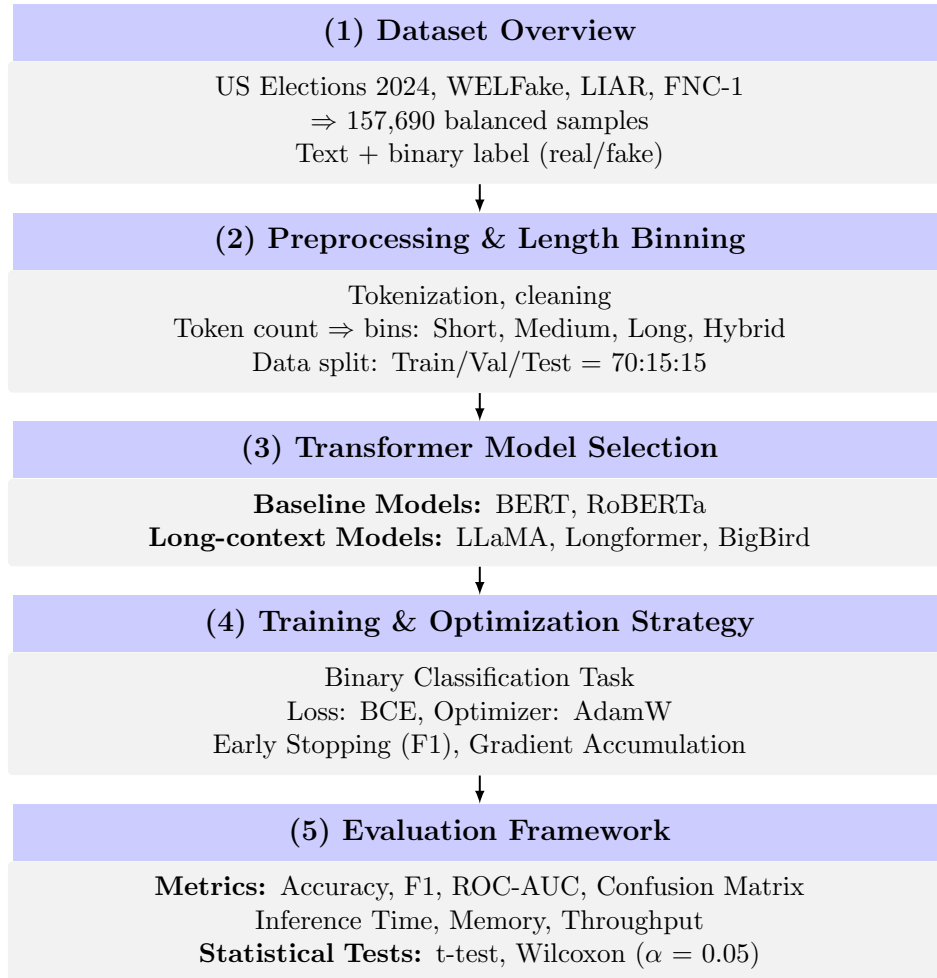 (1) Dataset Overview
US Elections 2024, WELFake, LIAR, FNC-1
⇒ 157,690 balanced samples
Text + binary label (real/fake)
(2) Preprocessing & Length Binning
Tokenization, cleaning
Token count ⇒ bins: Short, Medium, Long, Hybrid
Data split: Train/Val/Test = 70:15:15
(3) Transformer Model Selection
Baseline Models: BERT, RoBERTa
Long-context Models: LLaMA, Longformer, BigBird
(4) Training & Optimization Strategy
Binary Classification Task
Loss: BCE, Optimizer: AdamW
Early Stopping (F1), Gradient Accumulation
(5) Evaluation Framework
Metrics: Accuracy, F1, ROC-AUC, Confusion Matrix
Inference Time, Memory, Throughput
Statistical Tests: t-test, Wilcoxon (α = 0.05)